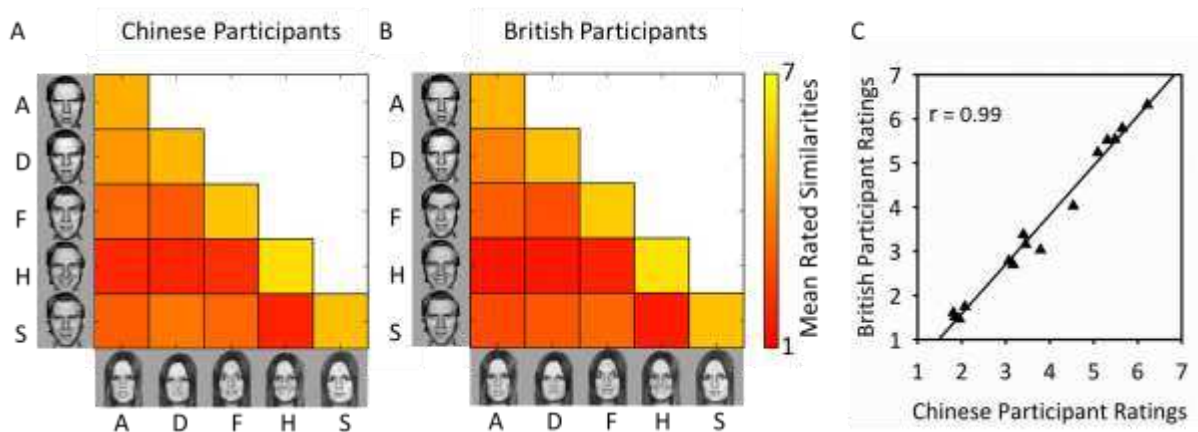 A Chinese Participants
A
D
F
H
S
A D F H S
B British Participants
A
D
F
H
S
A D F H S
7
Mean Rated Similarities
1
C
r = 0.99
British Participant Ratings
7
6
5
4
3
2
1
1 2 3 4 5 6 7
Chinese Participant Ratings